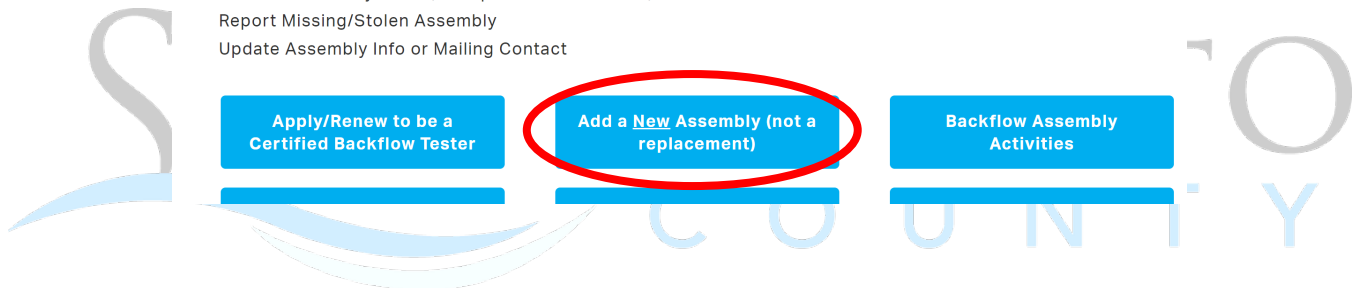 Report Missing/Stolen Assembly
Update Assembly Info or Mailing Contact
Apply/Renew to be a
Certified Backflow Tester
Add a New Assembly (not a
replacement)
Backflow Assembly
Activities
COUNTY